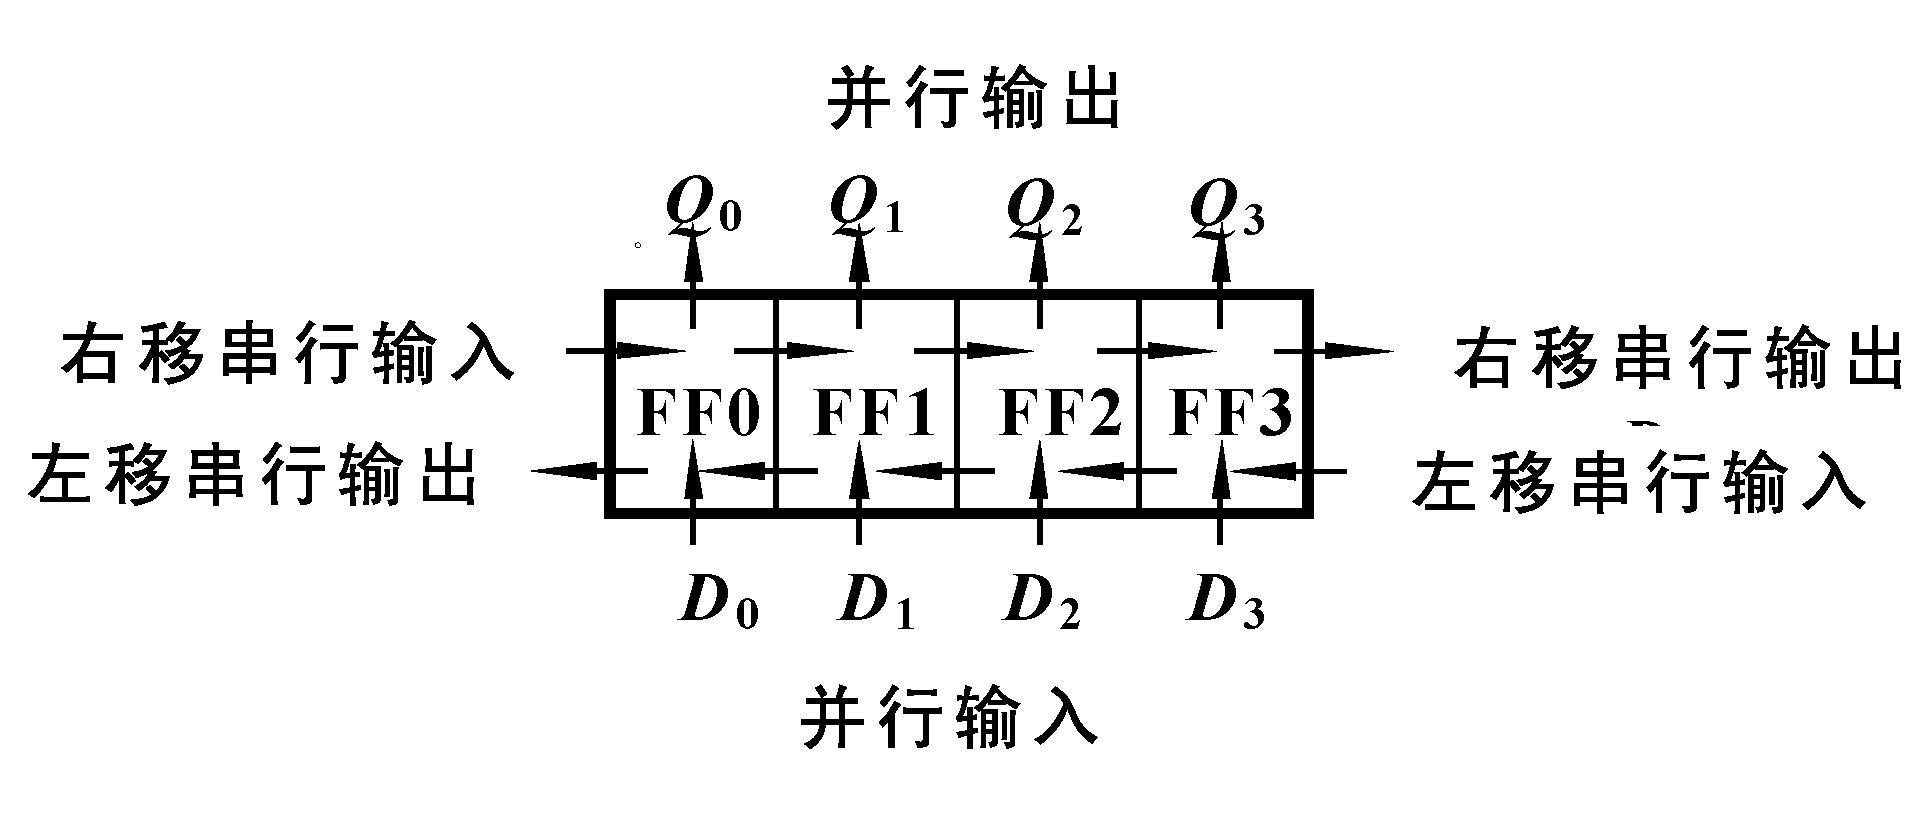 并行输出
Q0 Q1 Q2 Q3
右移串行输入 右移串行输出
FF0 FF1 FF2 FF3
左移串行输出 左移串行输入
D0 D1 D2 D3
并行输入